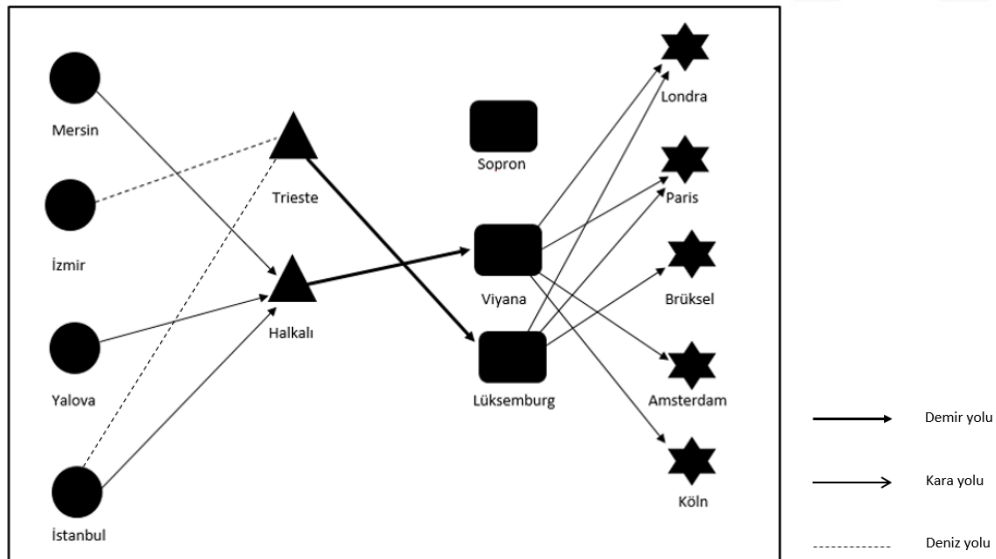 Mersin
İzmir
Yalova
İstanbul
Trieste
Halkalı
Sopron
Viyana
Lüksemburg
Londra
Paris
Brüksel
Amsterdam
Köln
Demir yolu
Kara yolu
Deniz yolu